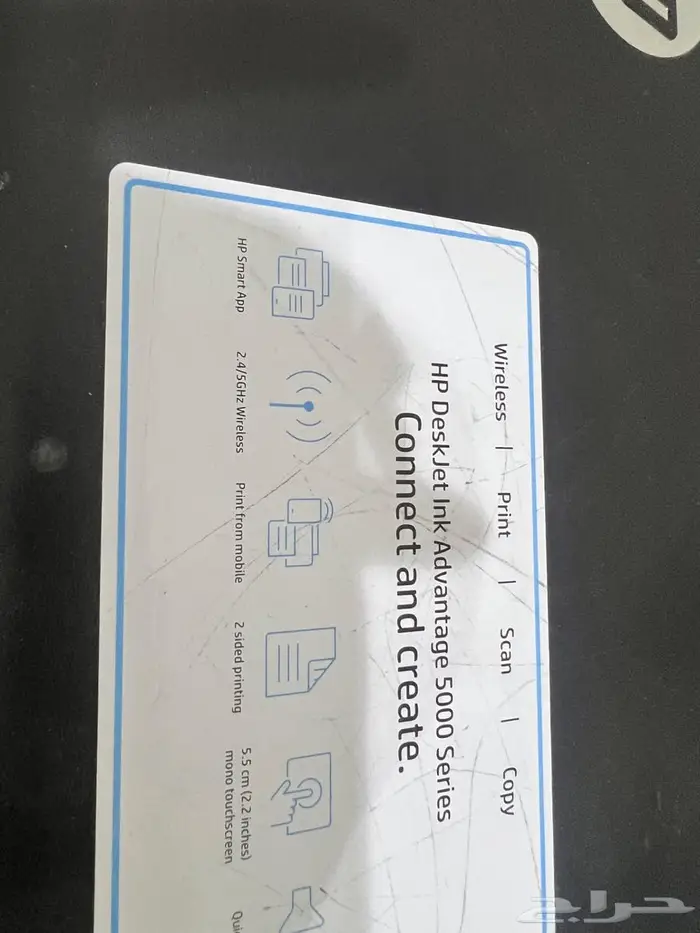 Wireless | Print | Scan | Copy
HP DeskJet Ink Advantage 5000 Series
Connect and create.
HP Smart App
2.4/5GHz Wireless
Print from mobile
2 sided printing
5.5 cm (2.2 inches)
mono touchscreen
حراج